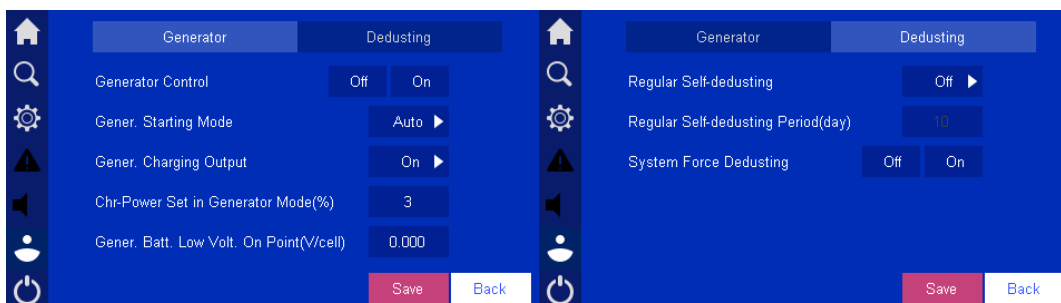 Generator Dedusting
Generator Control Off On
Gener. Starting Mode Auto
Gener. Charging Output On
Chr-Power Set in Generator Mode(%) 3
Gener. Batt. Low Volt. On Point(V/cell) 0.000
Save Back
Generator Dedusting
Regular Self-dedusting Off
Regular Self-dedusting Period(day) 10
System Force Dedusting Off On
Save Back